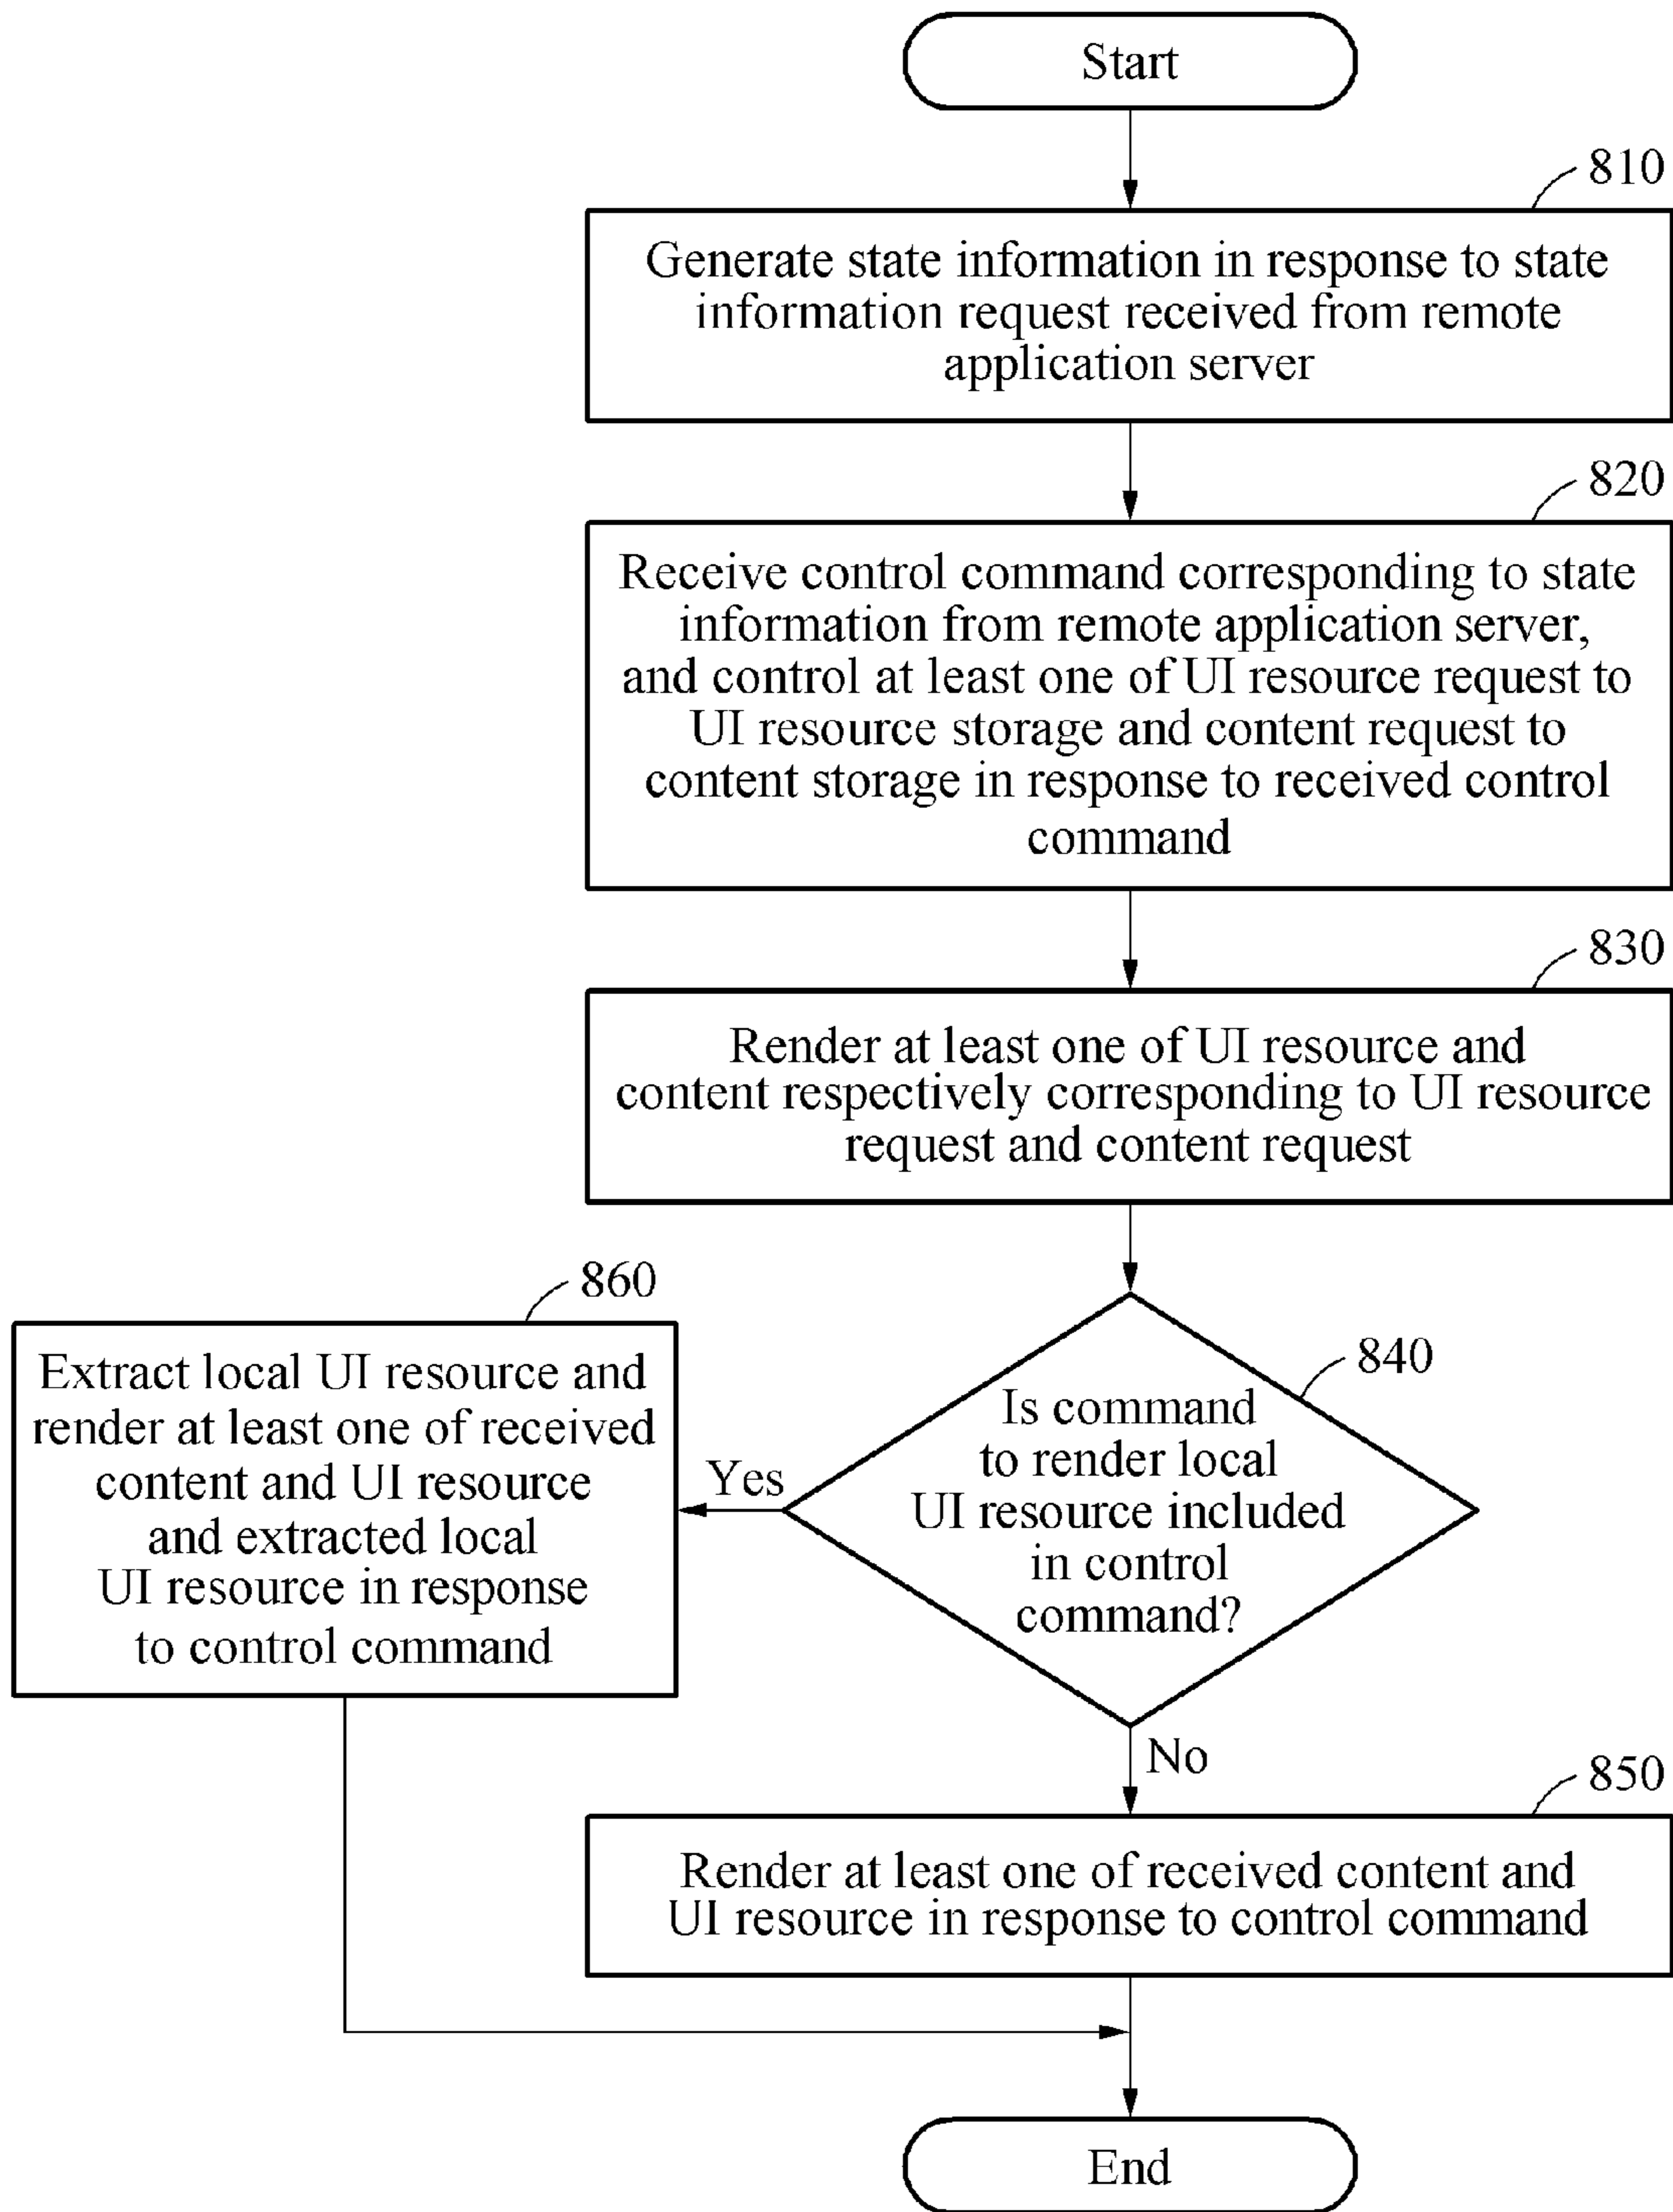 Start
810
Generate state information in response to state
information request received from remote
application server
820
Receive control command corresponding to state
information from remote application server,
and control at least one of UI resource request to
UI resource storage and content request to
content storage in response to received control
command
830
Render at least one of UI resource and
content respectively corresponding to UI resource
request and content request
840
Is command
to render local
UI resource included
in control
command?
Yes
860
Extract local UI resource and
render at least one of received
content and UI resource
and extracted local
UI resource in response
to control command
No
850
Render at least one of received content and
UI resource in response to control command
End